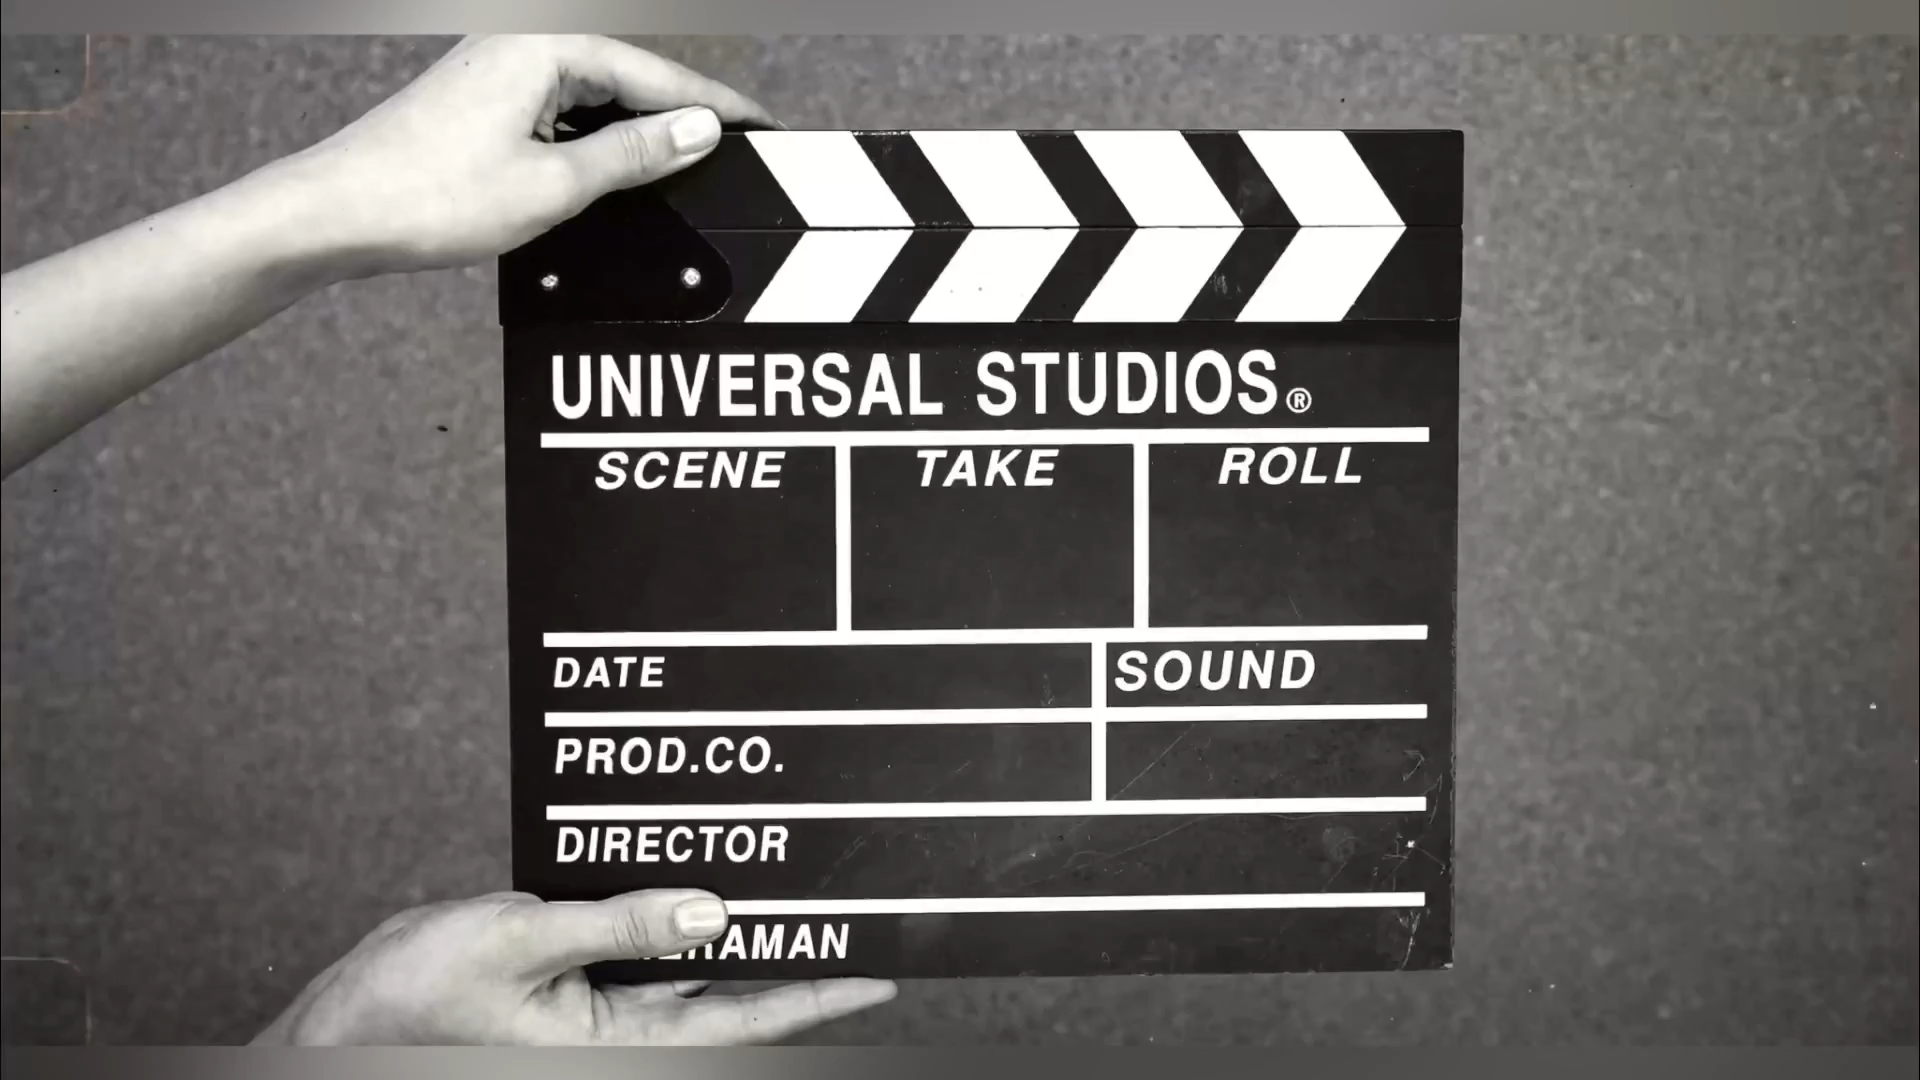 UNIVERSAL STUDIOS®
SCENE TAKE ROLL
DATE SOUND
PROD.CO.
DIRECTOR